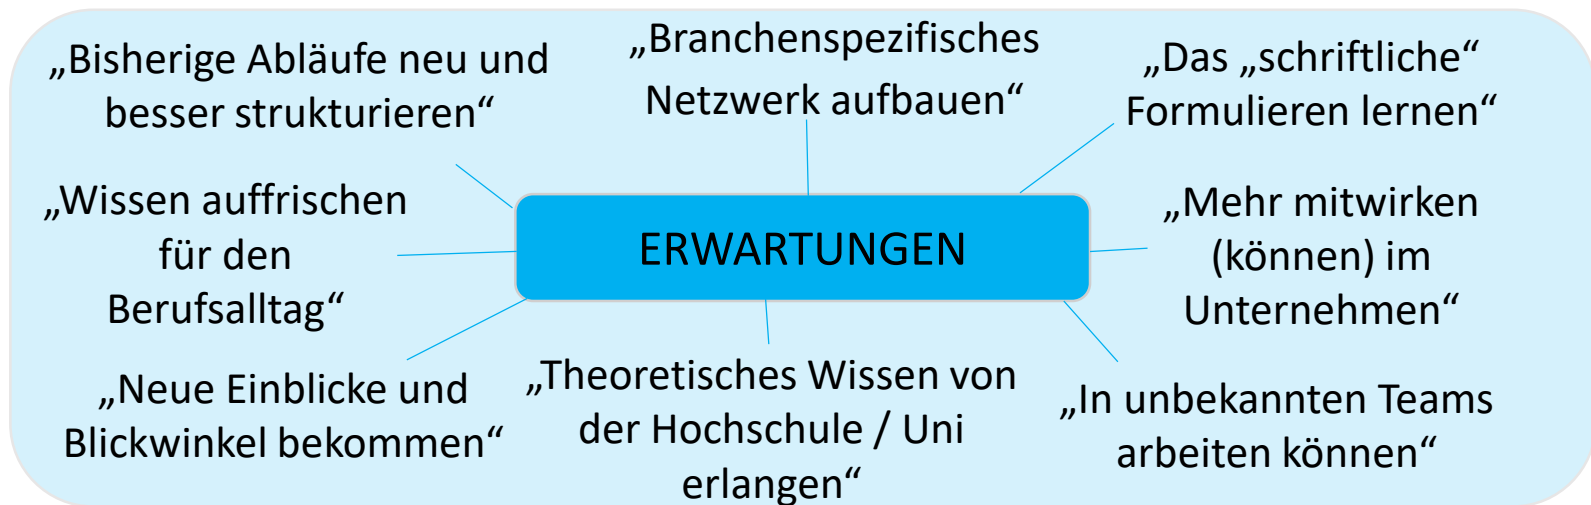 „Bisherige Abläufe neu und
besser strukturieren“
„Branchenspezifisches
Netzwerk aufbauen“
„Das „schriftliche“
Formulieren lernen“
„Wissen auffrischen
für den
Berufsalltag“
ERWARTUNGEN
„Mehr mitwirken
(können) im
Unternehmen“
„Neue Einblicke und
Blickwinkel bekommen“
„Theoretisches Wissen von
der Hochschule / Uni
erlangen“
„In unbekannten Teams
arbeiten können“